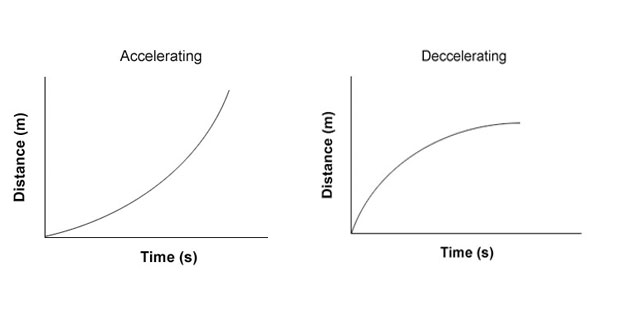 Accelerating
Distance (m)
Time (s)
Deccelerating
Distance (m)
Time (s)